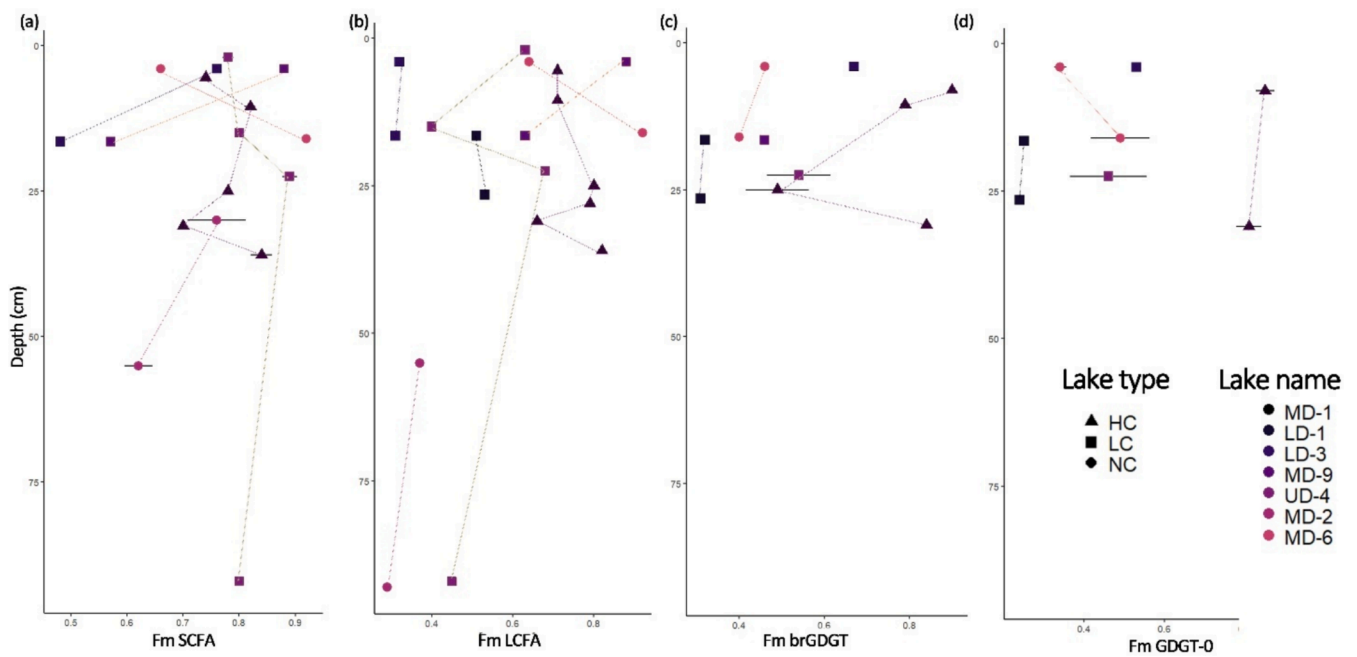 (a)
(b)
(c)
(d)
0
25
50
75
0.5 0.6 0.7 0.8 0.9
Depth (cm)
Fm SCFA
0
25
50
75
0.4 0.6 0.8
Fm LCFA
0
25
50
75
0.4 0.6 0.8
Fm brGDGT
0
25
50
75
0.4 0.6
Fm GDGT-0
Lake type
HC
LC
NC
Lake name
MD-1
LD-1
LD-3
MD-9
UD-4
MD-2
MD-6